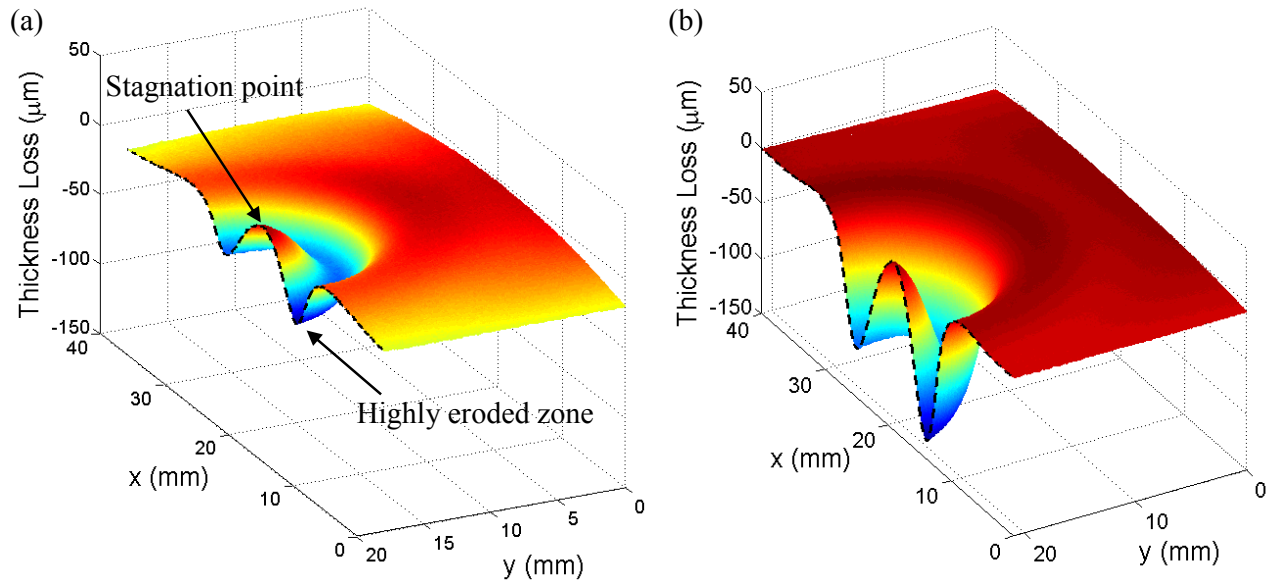 (a)
50
0
-50
-100
-150
Thickness Loss (μm)
Stagnation point
Highly eroded zone
40
30
20
10
0
x (mm)
20
15
10
5
0
y (mm)
(b)
50
0
-50
-100
-150
Thickness Loss (μm)
40
30
20
10
0
x (mm)
20
10
0
y (mm)